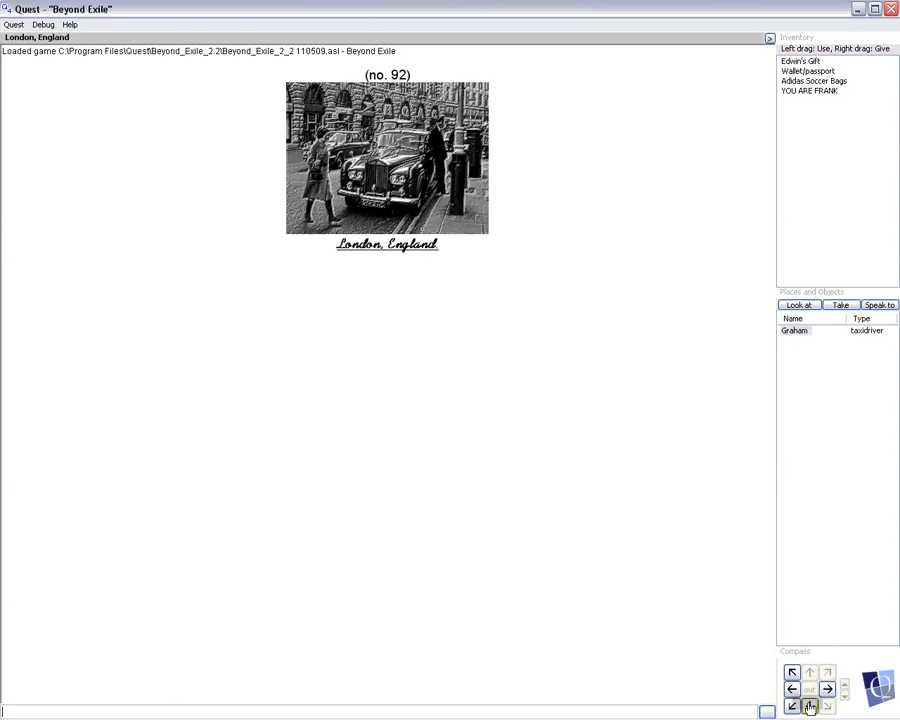 Quest - "Beyond Exile"
Quest Debug Help
London, England
Loaded game C:\Program Files\Quest\Beyond_Exile_2.2\Beyond_Exile_2_2 110509.asl - Beyond Exile
(no. 92)
London, England
Inventory
Left drag: Use, Right drag: Give
Edwin's Gift
Wallet/passport
Adidas Soccer Bags
YOU ARE FRANK
Places and Objects
Look at Take Speak to
Name Type
Graham taxidriver
Compass
out